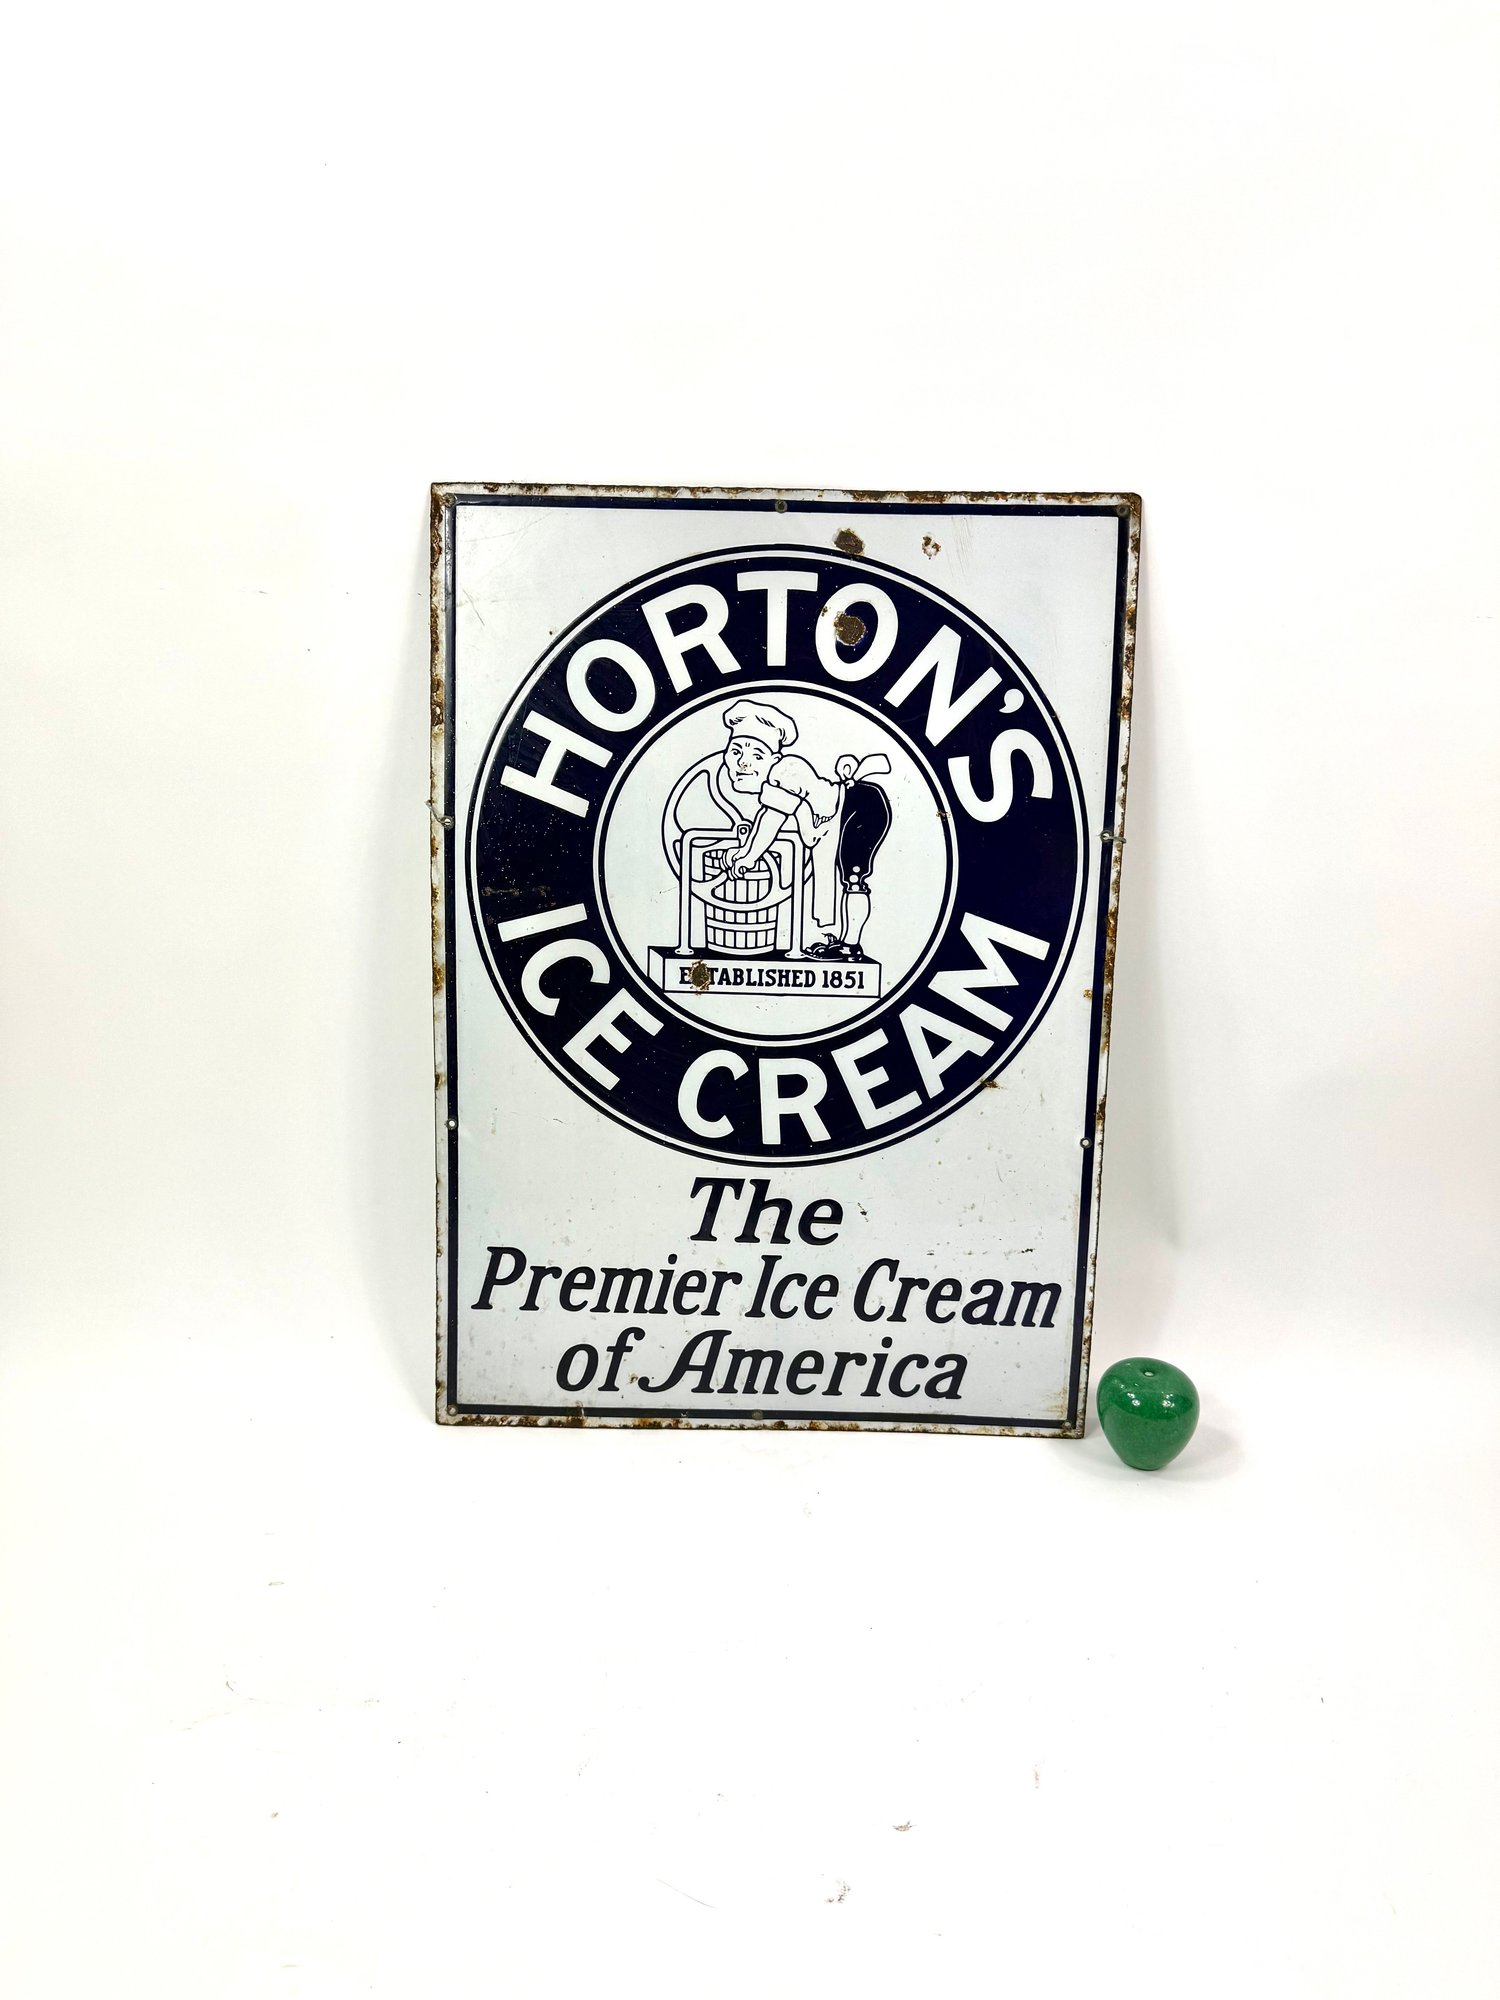 HORTON'S
ICE CREAM
ESTABLISHED 1851
The
Premier Ice Cream
of America